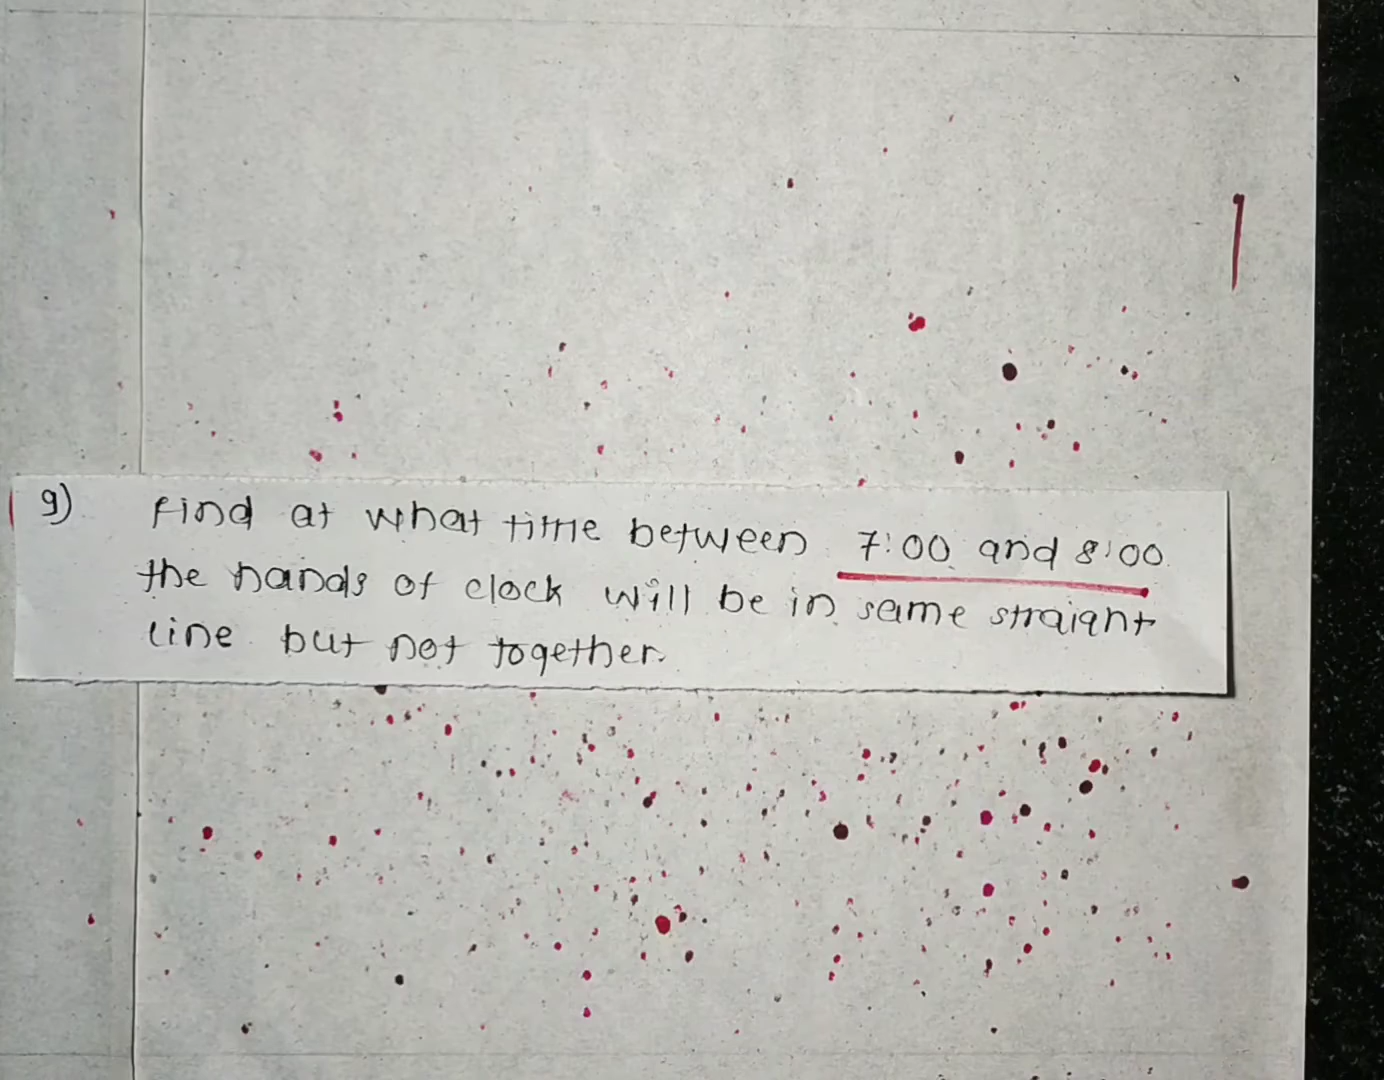 9) Find at what time between 7:00 and 8:00
the hands of clock will be in same straight
line but not together.